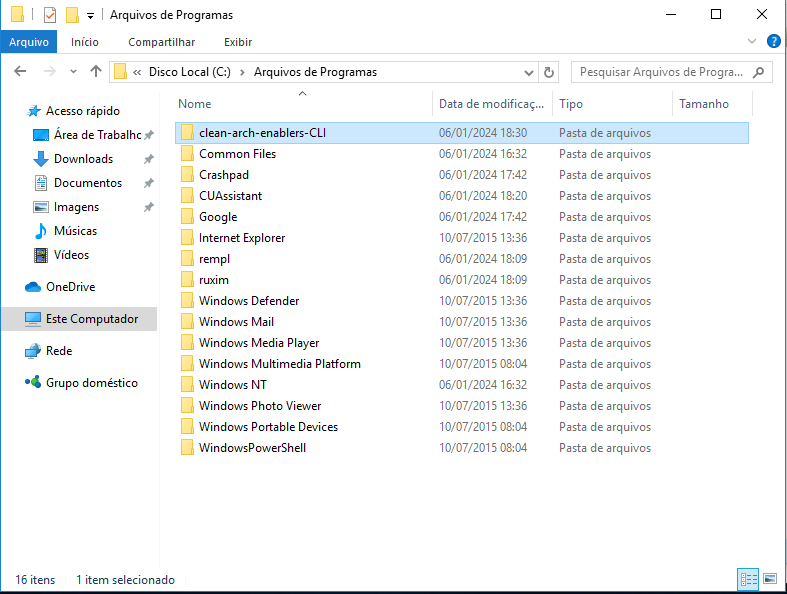 Arquivos de Programas
Arquivo Início Compartilhar Exibir
« Disco Local (C:) > Arquivos de Programas
Pesquisar Arquivos de Progra...
Acesso rápido
Área de Trabalhc
Downloads
Documentos
Imagens
Músicas
Vídeos
OneDrive
Este Computador
Rede
Grupo doméstico
Nome Data de modificaç... Tipo Tamanho
clean-arch-enablers-CLI 06/01/2024 18:30 Pasta de arquivos
Common Files 06/01/2024 16:32 Pasta de arquivos
Crashpad 06/01/2024 17:42 Pasta de arquivos
CUAssistant 06/01/2024 18:20 Pasta de arquivos
Google 06/01/2024 17:42 Pasta de arquivos
Internet Explorer 10/07/2015 13:36 Pasta de arquivos
rempl 06/01/2024 18:09 Pasta de arquivos
ruxim 06/01/2024 18:09 Pasta de arquivos
Windows Defender 10/07/2015 13:36 Pasta de arquivos
Windows Mail 10/07/2015 13:36 Pasta de arquivos
Windows Media Player 10/07/2015 13:36 Pasta de arquivos
Windows Multimedia Platform 10/07/2015 08:04 Pasta de arquivos
Windows NT 06/01/2024 16:32 Pasta de arquivos
Windows Photo Viewer 10/07/2015 13:36 Pasta de arquivos
Windows Portable Devices 10/07/2015 08:04 Pasta de arquivos
WindowsPowerShell 10/07/2015 08:04 Pasta de arquivos
16 itens 1 item selecionado